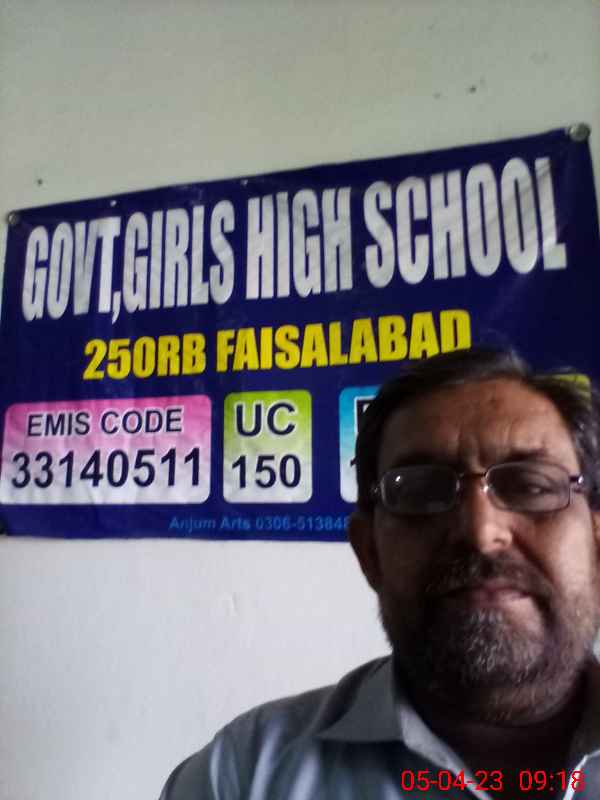 GOVT,GIRLS HIGH SCHOOL
250RB FAISALABAD
EMIS CODE UC
33140511 150
Anjum Arts 0306-513848
05-04-23 09:18